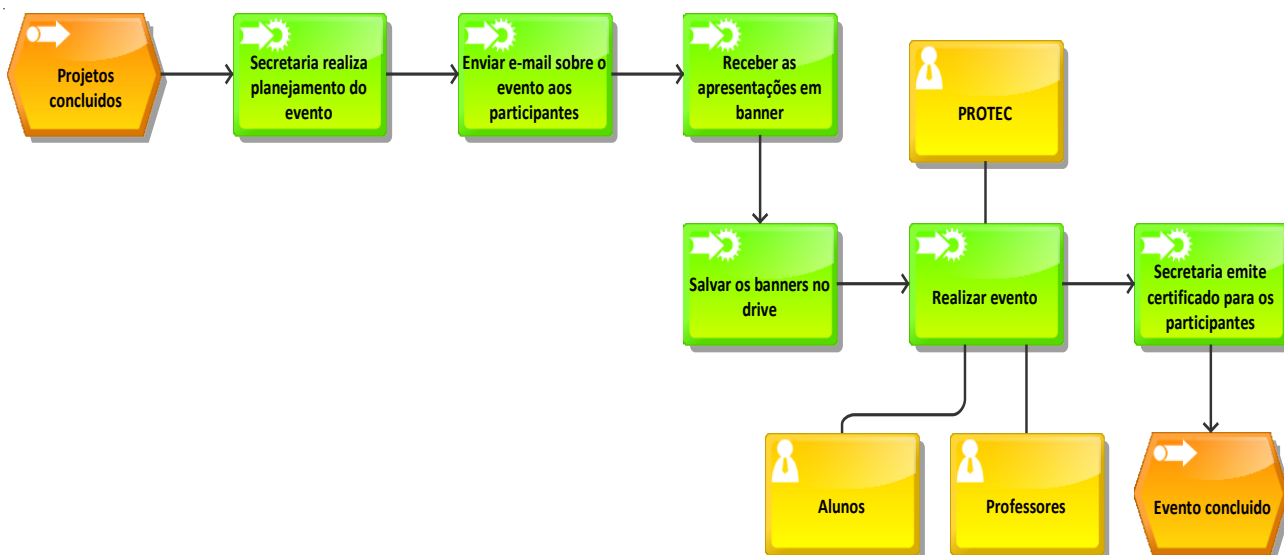 Projetos
concluidos
Secretaria realiza
planejamento do
evento
Enviar e-mail sobre o
evento aos
participantes
Receber as
apresentações em
banner
PROTEC
Salvar os banners no
drive
Realizar evento
Secretaria emite
certificado para os
participantes
Alunos
Professores
Evento concluido